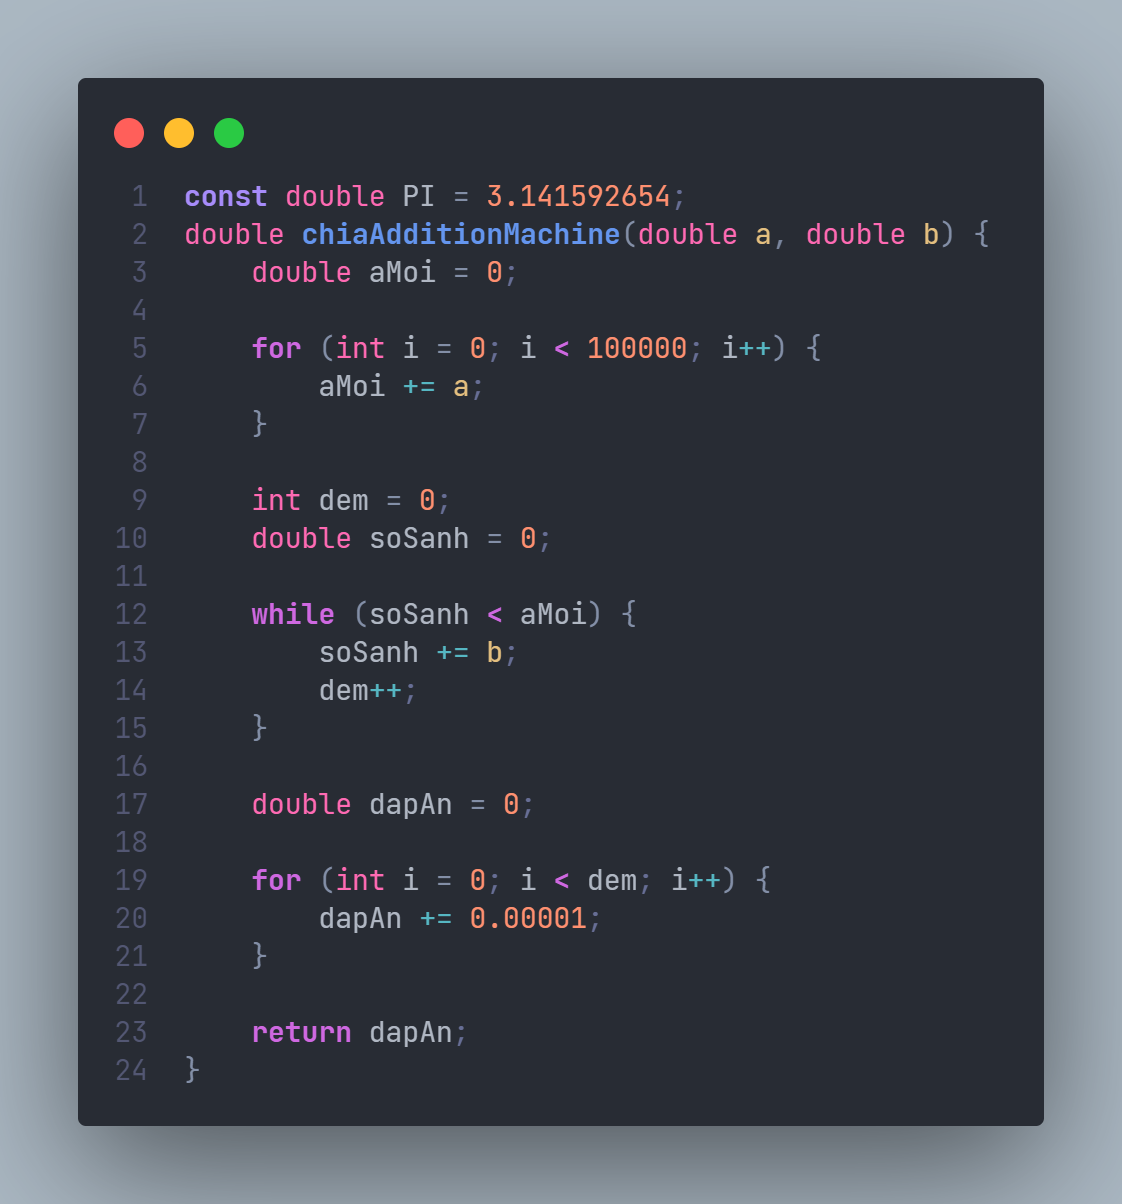 1 const double PI = 3.141592654;
2 double chiaAdditionMachine(double a, double b) {
3     double aMoi = 0;
4
5     for (int i = 0; i < 100000; i++) {
6         aMoi += a;
7     }
8
9     int dem = 0;
10     double soSanh = 0;
11
12     while (soSanh < aMoi) {
13         soSanh += b;
14         dem++;
15     }
16
17     double dapAn = 0;
18
19     for (int i = 0; i < dem; i++) {
20         dapAn += 0.00001;
21     }
22
23     return dapAn;
24 }